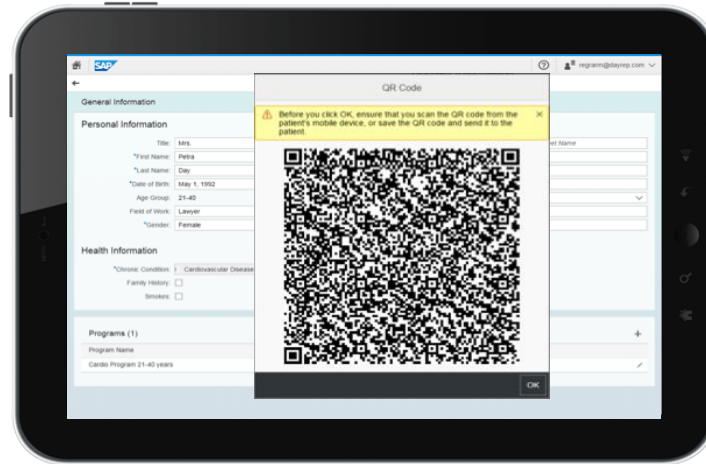 SAP
regrarm@dayrep.com
QR Code
General Information
Before you click OK, ensure that you scan the QR code from the
patient's mobile device, or save the QR code and send it to the
patient.
Personal Information
Title: Mrs.
et Name
*First Name: Petra
*Last Name: Day
*Date of Birth: May 1, 1992
Age Group: 21-40
Field of Work: Lawyer
*Gender: Female
Health Information
*Chronic Condition: Cardiovascular Disease
Family History:
Smokes:
Programs (1)
Program Name
Cardio Program 21-40 years
OK